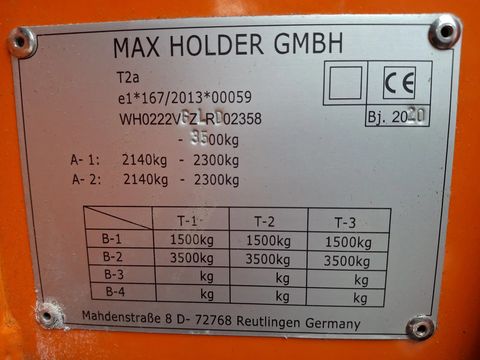 MAX HOLDER GMBH
T2a
e1*167/2013*00059
CE
Bj. 2020
- 3500kg
A- 1: 2140kg - 2300kg
A- 2: 2140kg - 2300kg
T-1 T-2 T-3
B-1 1500kg 1500kg 1500kg
B-2 3500kg 3500kg 3500kg
B-3 kg kg kg
B-4 kg kg kg
Mahdenstraße 8 D- 72768 Reutlingen Germany